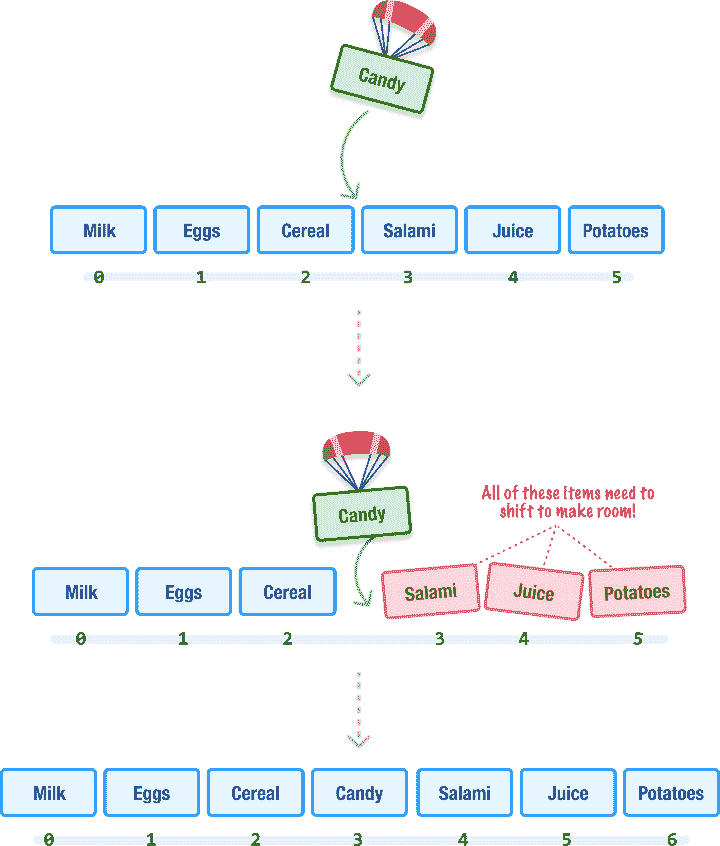 Candy
Milk Eggs Cereal Salami Juice Potatoes
0 1 2 3 4 5
All of these items need to
shift to make room!
Candy
Milk Eggs Cereal Salami Juice Potatoes
0 1 2 3 4 5
Milk Eggs Cereal Candy Salami Juice Potatoes
0 1 2 3 4 5 6